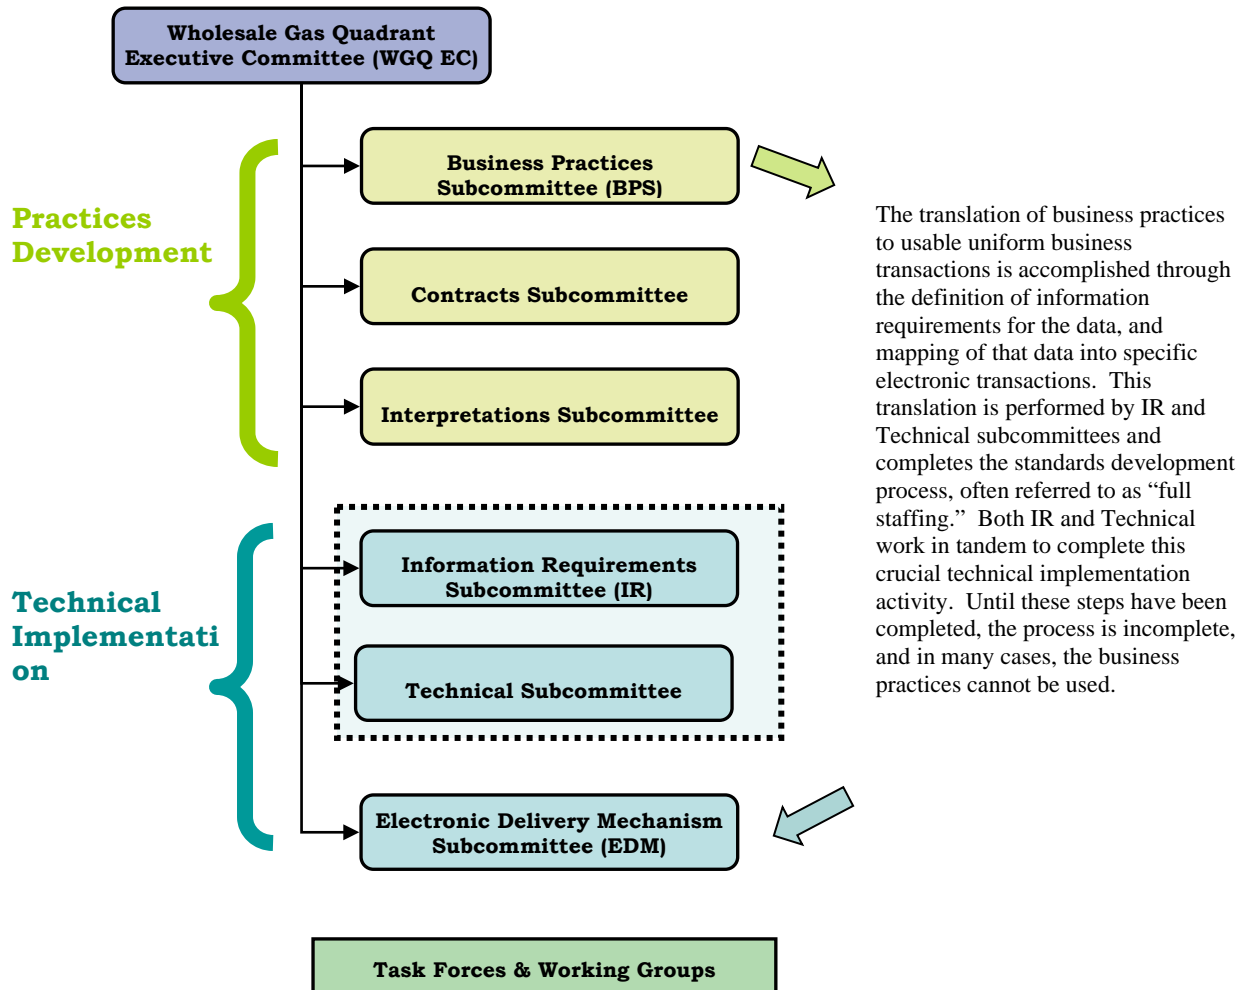 Wholesale Gas Quadrant
Executive Committee (WGQ EC)
Practices
Development
Business Practices
Subcommittee (BPS)
Contracts Subcommittee
Interpretations Subcommittee
Technical
Implementati
on
Information Requirements
Subcommittee (IR)
Technical Subcommittee
Electronic Delivery Mechanism
Subcommittee (EDM)
Task Forces & Working Groups
The translation of business practices
to usable uniform business
transactions is accomplished through
the definition of information
requirements for the data, and
mapping of that data into specific
electronic transactions.  This
translation is performed by IR and
Technical subcommittees and
completes the standards development
process, often referred to as “full
staffing.”  Both IR and Technical
work in tandem to complete this
crucial technical implementation
activity.  Until these steps have been
completed, the process is incomplete,
and in many cases, the business
practices cannot be used.